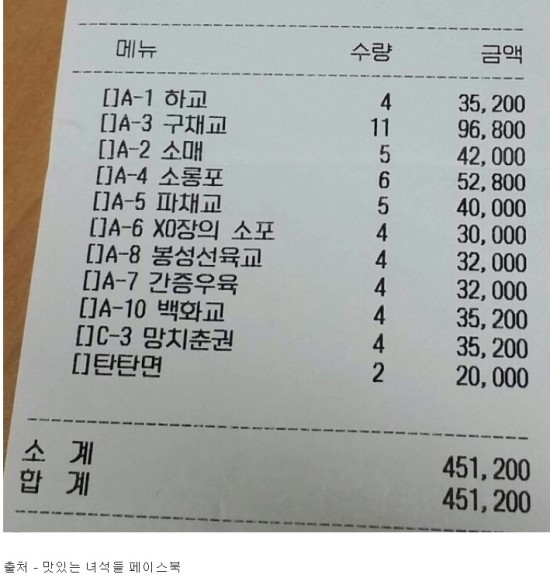 메뉴 수량 금액
[]A-1 하교 4 35,200
[]A-3 구채교 11 96,800
[]A-2 소매 5 42,000
[]A-4 소롱포 6 52,800
[]A-5 파채교 5 40,000
[]A-6 XO장의 소포 4 30,000
[]A-8 봉성선육교 4 32,000
[]A-7 간증우육 4 32,000
[]A-10 백화교 4 35,200
[]C-3 망치춘권 4 35,200
[]탄탄면 2 20,000
소 계 451,200
합 계 451,200
출처 - 맛있는 녀석들 페이스북